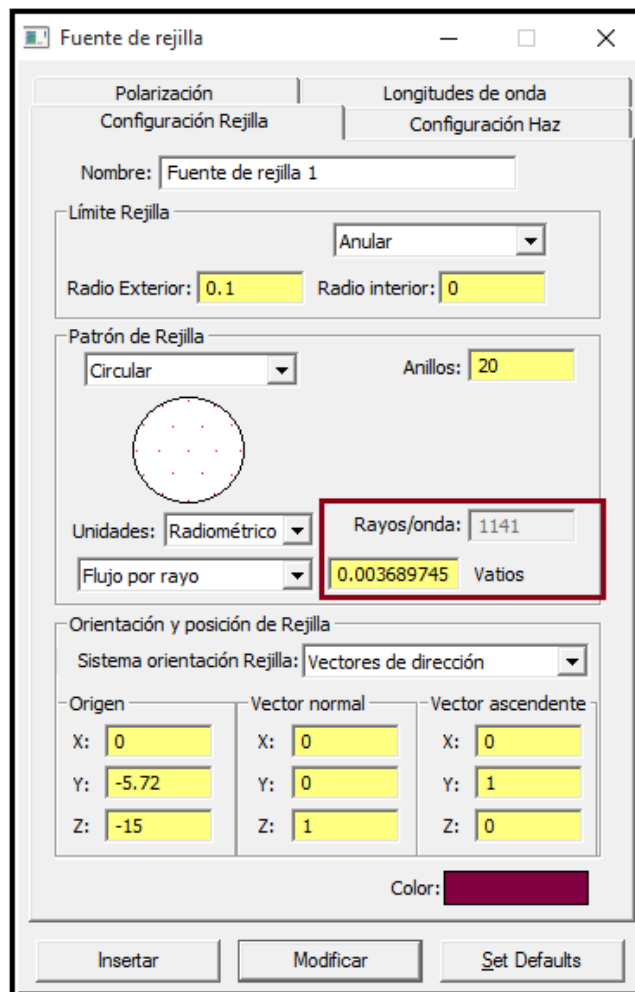 Fuente de rejilla
Polarización Longitudes de onda
Configuración Rejilla Configuración Haz
Nombre: Fuente de rejilla 1
Límite Rejilla
Anular
Radio Exterior: 0.1 Radio interior: 0
Patrón de Rejilla
Circular Anillos: 20
Unidades: Radiométrico Rayos/onda: 1141
Flujo por rayo 0.003689745 Vatios
Orientación y posición de Rejilla
Sistema orientación Rejilla: Vectores de dirección
Origen Vector normal Vector ascendente
X: 0 X: 0 X: 0
Y: -5.72 Y: 0 Y: 1
Z: -15 Z: 1 Z: 0
Color:
Insertar Modificar Set Defaults